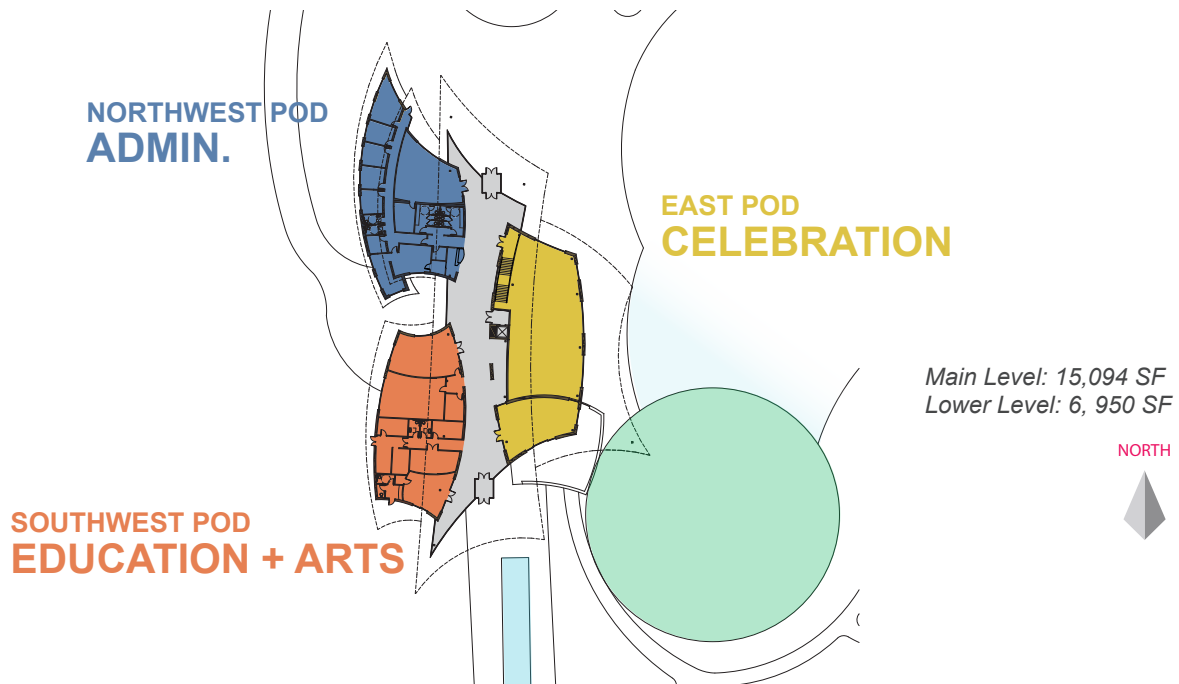 NORTHWEST POD
ADMIN.
EAST POD
CELEBRATION
Main Level: 15,094 SF
Lower Level: 6, 950 SF
NORTH
SOUTHWEST POD
EDUCATION + ARTS